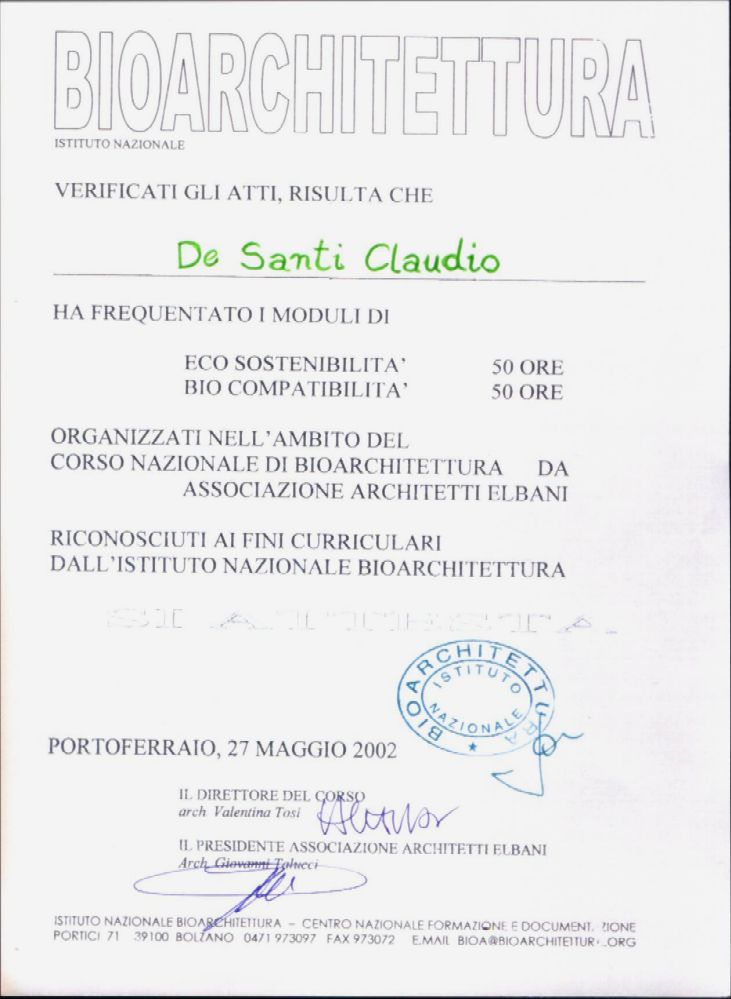 BIOARCHITETTURA
ISTITUTO NAZIONALE
VERIFICATI GLI ATTI, RISULTA CHE
De Santi Claudio
HA FREQUENTATO I MODULI DI
ECO SOSTENIBILITA' 50 ORE
BIO COMPATIBILITA' 50 ORE
ORGANIZZATI NELL'AMBITO DEL
CORSO NAZIONALE DI BIOARCHITETTURA DA
ASSOCIAZIONE ARCHITETTI ELBANI
RICONOSCIUTI AI FINI CURRICULARI
DALL'ISTITUTO NAZIONALE BIOARCHITETTURA
SI ATTESTA
BIOARCHITETTURA
ISTITUTO
NAZIONALE
PORTOFERRAIO, 27 MAGGIO 2002
IL DIRETTORE DEL CORSO
arch Valentina Tosi
IL PRESIDENTE ASSOCIAZIONE ARCHITETTI ELBANI
Arch. Giovanni Talucci
ISTITUTO NAZIONALE BIOARCHITETTURA – CENTRO NAZIONALE FORMAZIONE E
PORTICI 71 39100 BOLZANO 0471 973097 FAX 973072 E.MAIL